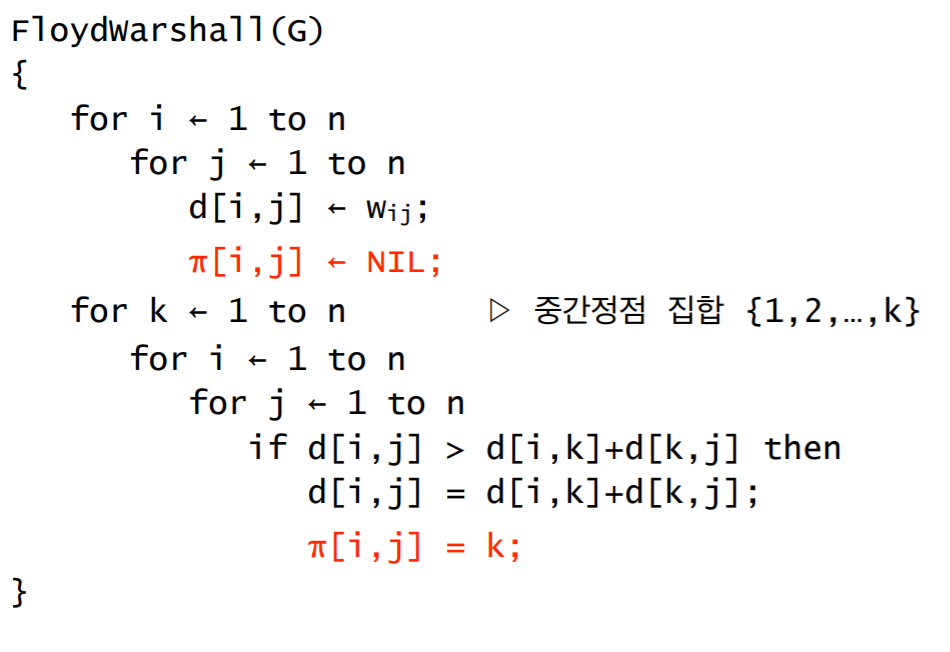 FloydWarshall(G)
{
for i ← 1 to n
for j ← 1 to n
d[i,j] ← wij;
π[i,j] ← NIL;
for k ← 1 to n ▷ 중간정점 집합 {1,2,…,k}
for i ← 1 to n
for j ← 1 to n
if d[i,j] > d[i,k]+d[k,j] then
d[i,j] = d[i,k]+d[k,j];
π[i,j] = k;
}